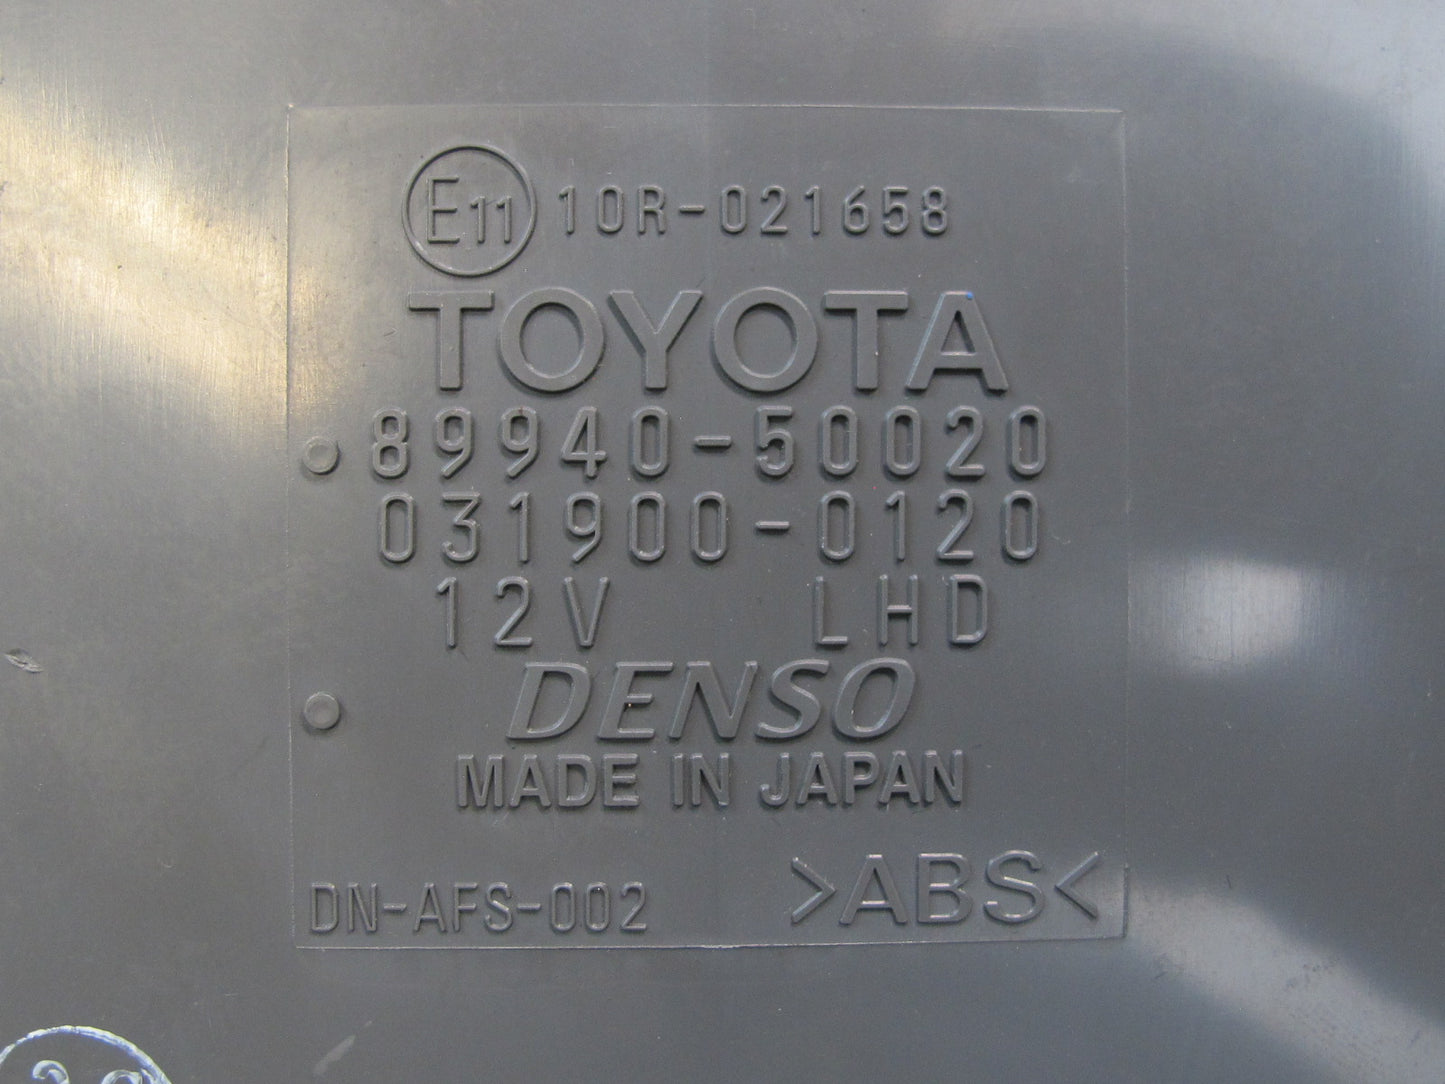 E11 10R-021658
TOYOTA
89940-50020
031900-0120
12V LHD
DENSO
MADE IN JAPAN
>ABS<
DN-AFS-002